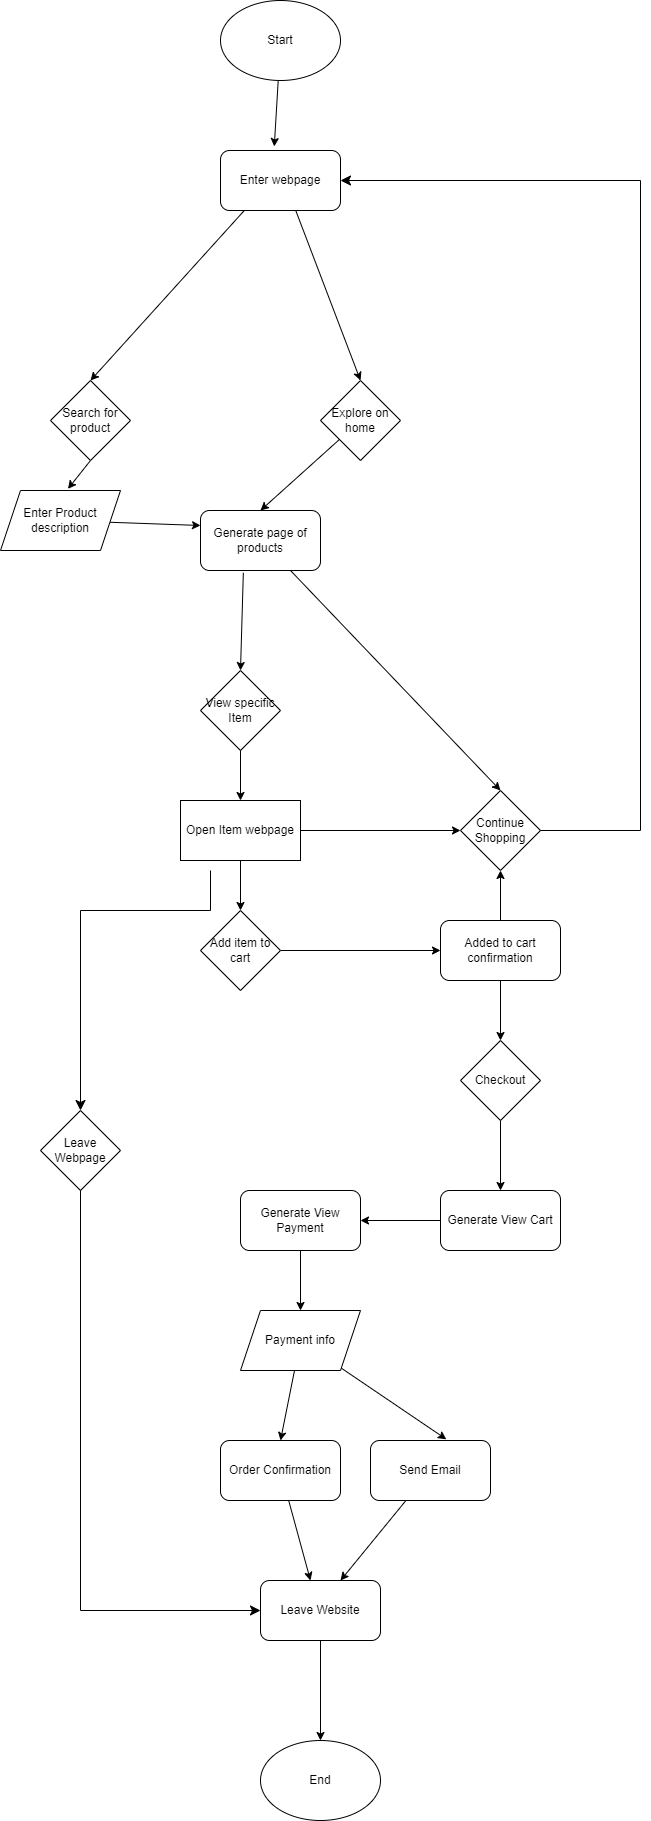 Start
Enter webpage
Search for
product
Explore on
home
Enter Product
description
Generate page of
products
View specific
Item
Open Item webpage
Continue
Shopping
Add item to
cart
Added to cart
confirmation
Checkout
Leave
Webpage
Generate View
Payment
Generate View Cart
Payment info
Order Confirmation
Send Email
Leave Website
End